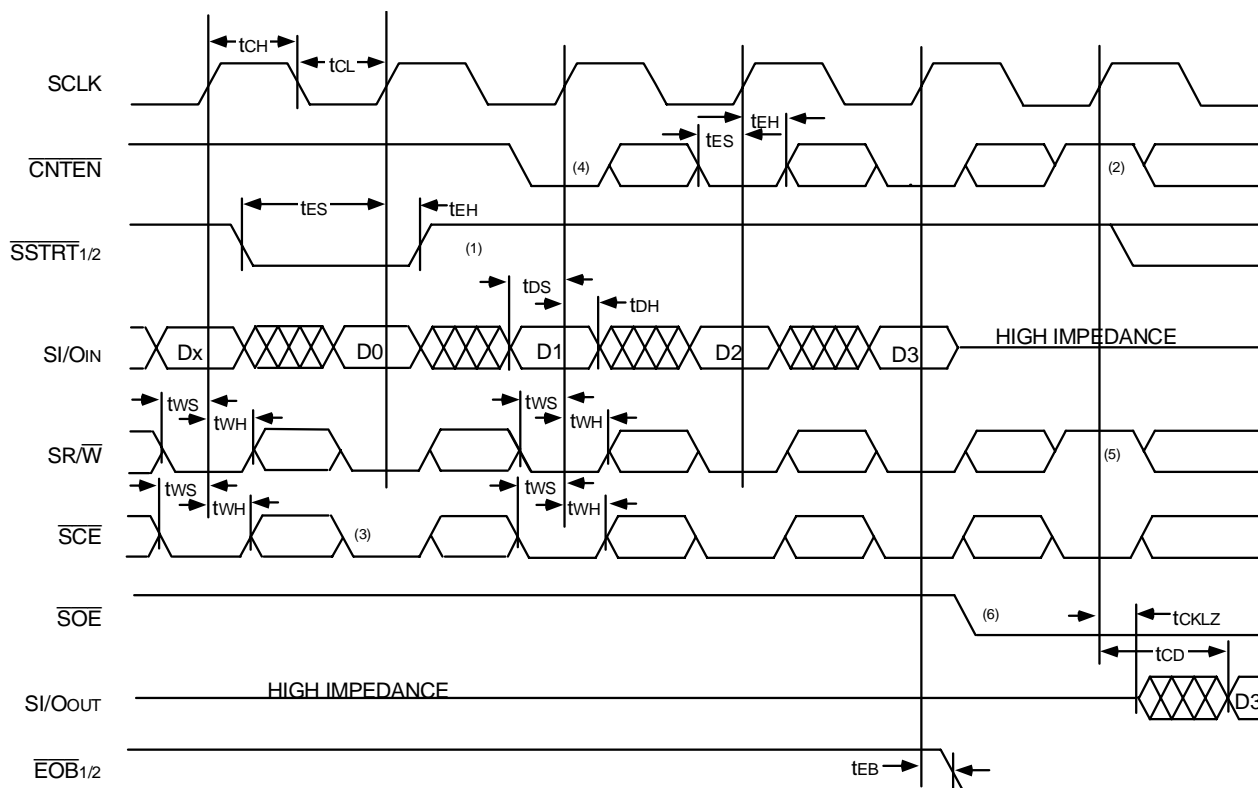 tCH
tCL
SCLK
tEH
tES
CNTEN
(4)
(2)
tES
tEH
SSTRT1/2
(1)
tDS
tDH
SI/OIN
Dx
D0
D1
D2
D3
HIGH IMPEDANCE
tWS
tWS
tWH
tWH
SR/W
(5)
tWS
tWS
tWH
tWH
SCE
(3)
SOE
(6)
tCKLZ
tCD
SI/OOUT
HIGH IMPEDANCE
D3
EOB1/2
tEB